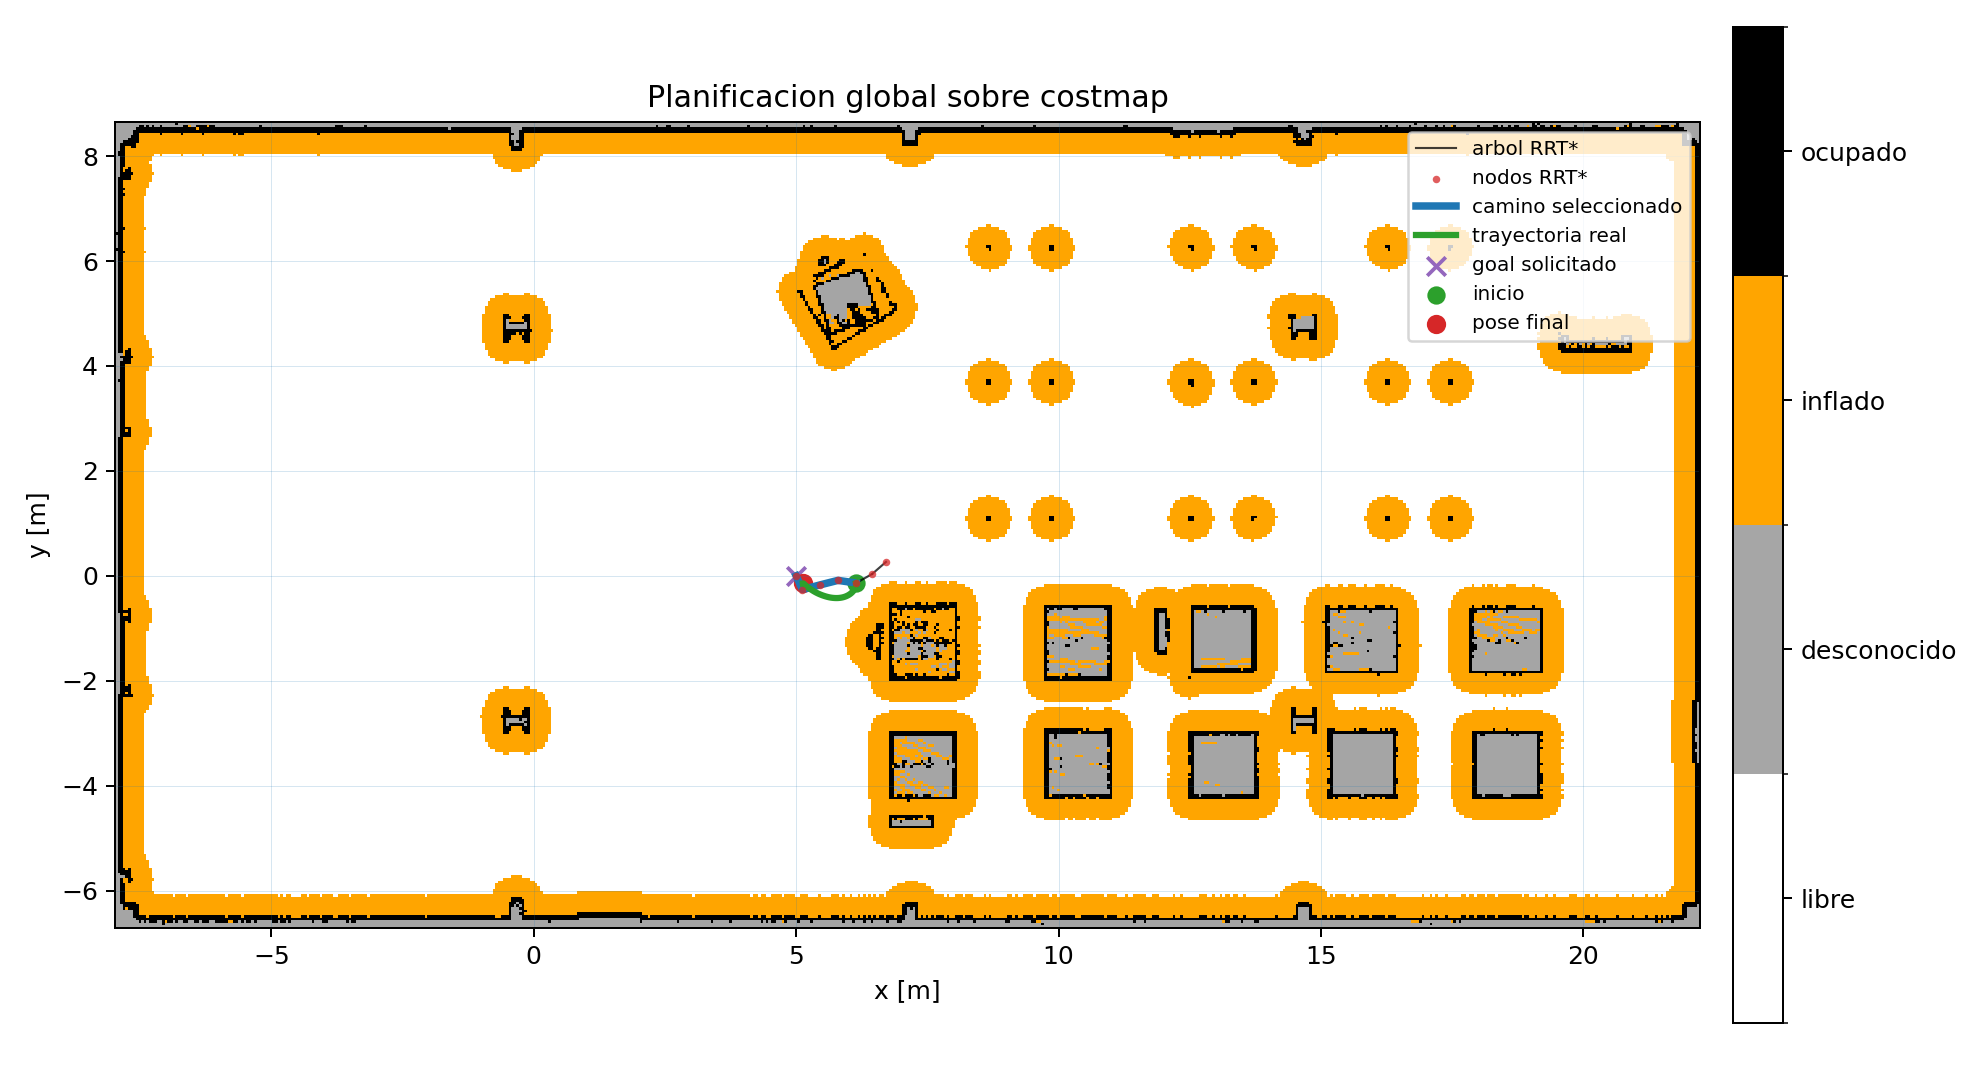 Planificacion global sobre costmap
arbol RRT*
nodos RRT*
camino seleccionado
trayectoria real
goal solicitado
inicio
pose final
8
6
4
2
0
−2
−4
−6
y [m]
−5
0
5
10
15
20
x [m]
ocupado
inflado
desconocido
libre